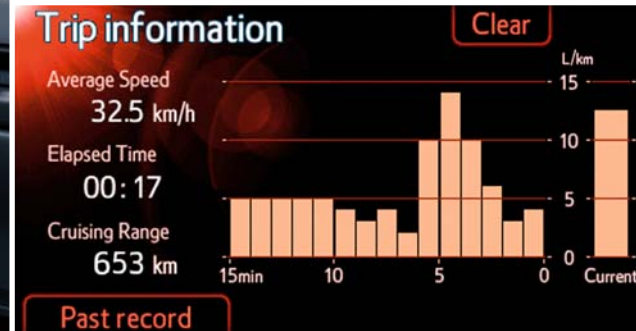 Trip information
Clear
Average Speed
32.5 km/h
Elapsed Time
00:17
Cruising Range
653 km
L/km
15
10
5
0
15min
10
5
0
Current
Past record